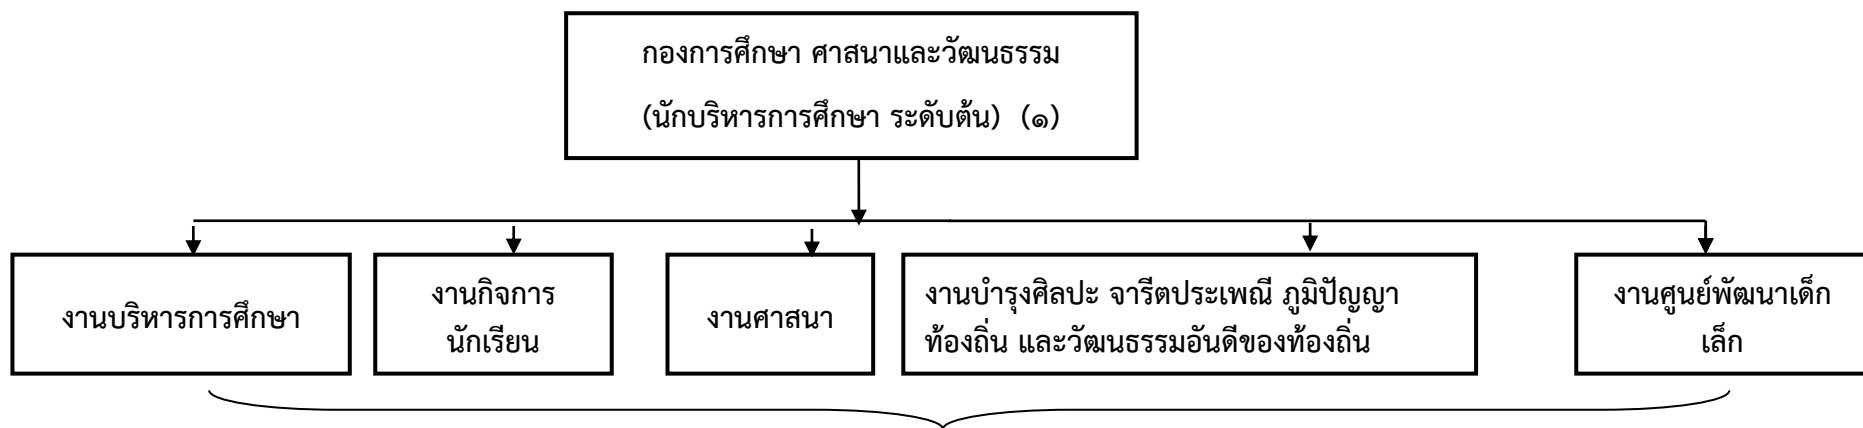 กองการศึกษา ศาสนาและวัฒนธรรม
(นักบริหารการศึกษา ระดับต้น) (๑)
งานบริหารการศึกษา
งานกิจการ
นักเรียน
งานศาสนา
งานบำรุงศิลปะ จารีตประเพณี ภูมิปัญญา
ท้องถิ่น และวัฒนธรรมอันดีของท้องถิ่น
งานศูนย์พัฒนาเด็ก
เล็ก